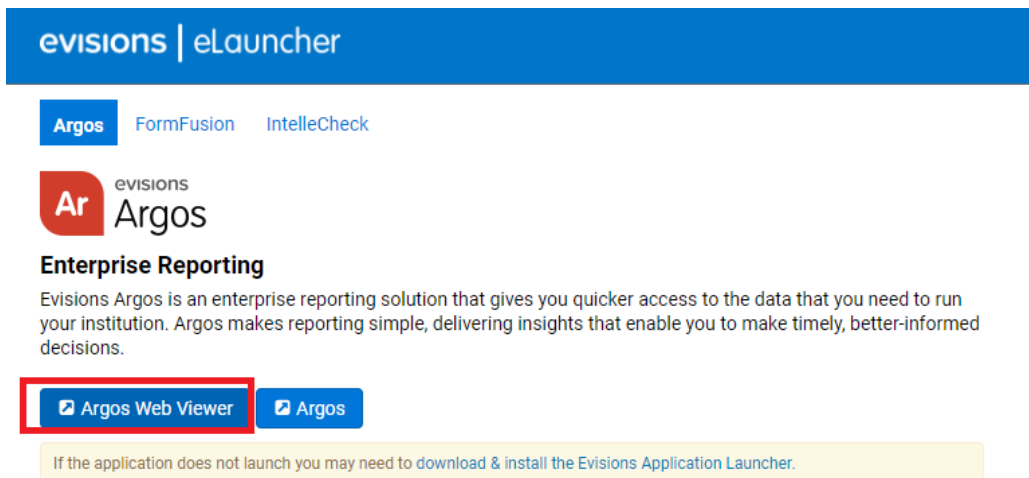 evisions | eLauncher
Argos FormFusion IntelleCheck
Ar evisions
Argos
Enterprise Reporting
Evisions Argos is an enterprise reporting solution that gives you quicker access to the data that you need to run
your institution. Argos makes reporting simple, delivering insights that enable you to make timely, better-informed
decisions.
Argos Web Viewer Argos
If the application does not launch you may need to download & install the Evisions Application Launcher.